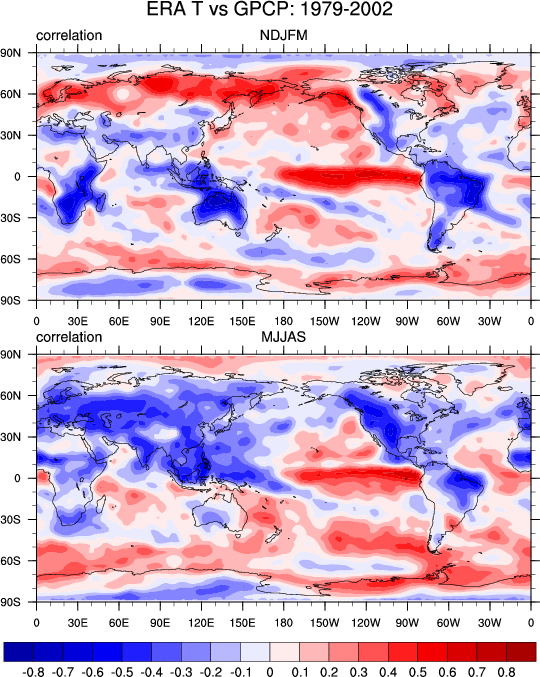 ERA T vs GPCP: 1979-2002
correlation NDJFM
90N
60N
30N
0
30S
60S
90S
0 30E 60E 90E 120E 150E 150W 120W 90W 60W 30W 0
correlation MJJAS
90N
60N
30N
0
30S
60S
90S
0 30E 60E 90E 120E 150E 180 150W 120W 90W 60W 30W 0
-0.8 -0.7 -0.6 -0.5 -0.4 -0.3 -0.2 -0.1 0 0.1 0.2 0.3 0.4 0.5 0.6 0.7 0.8